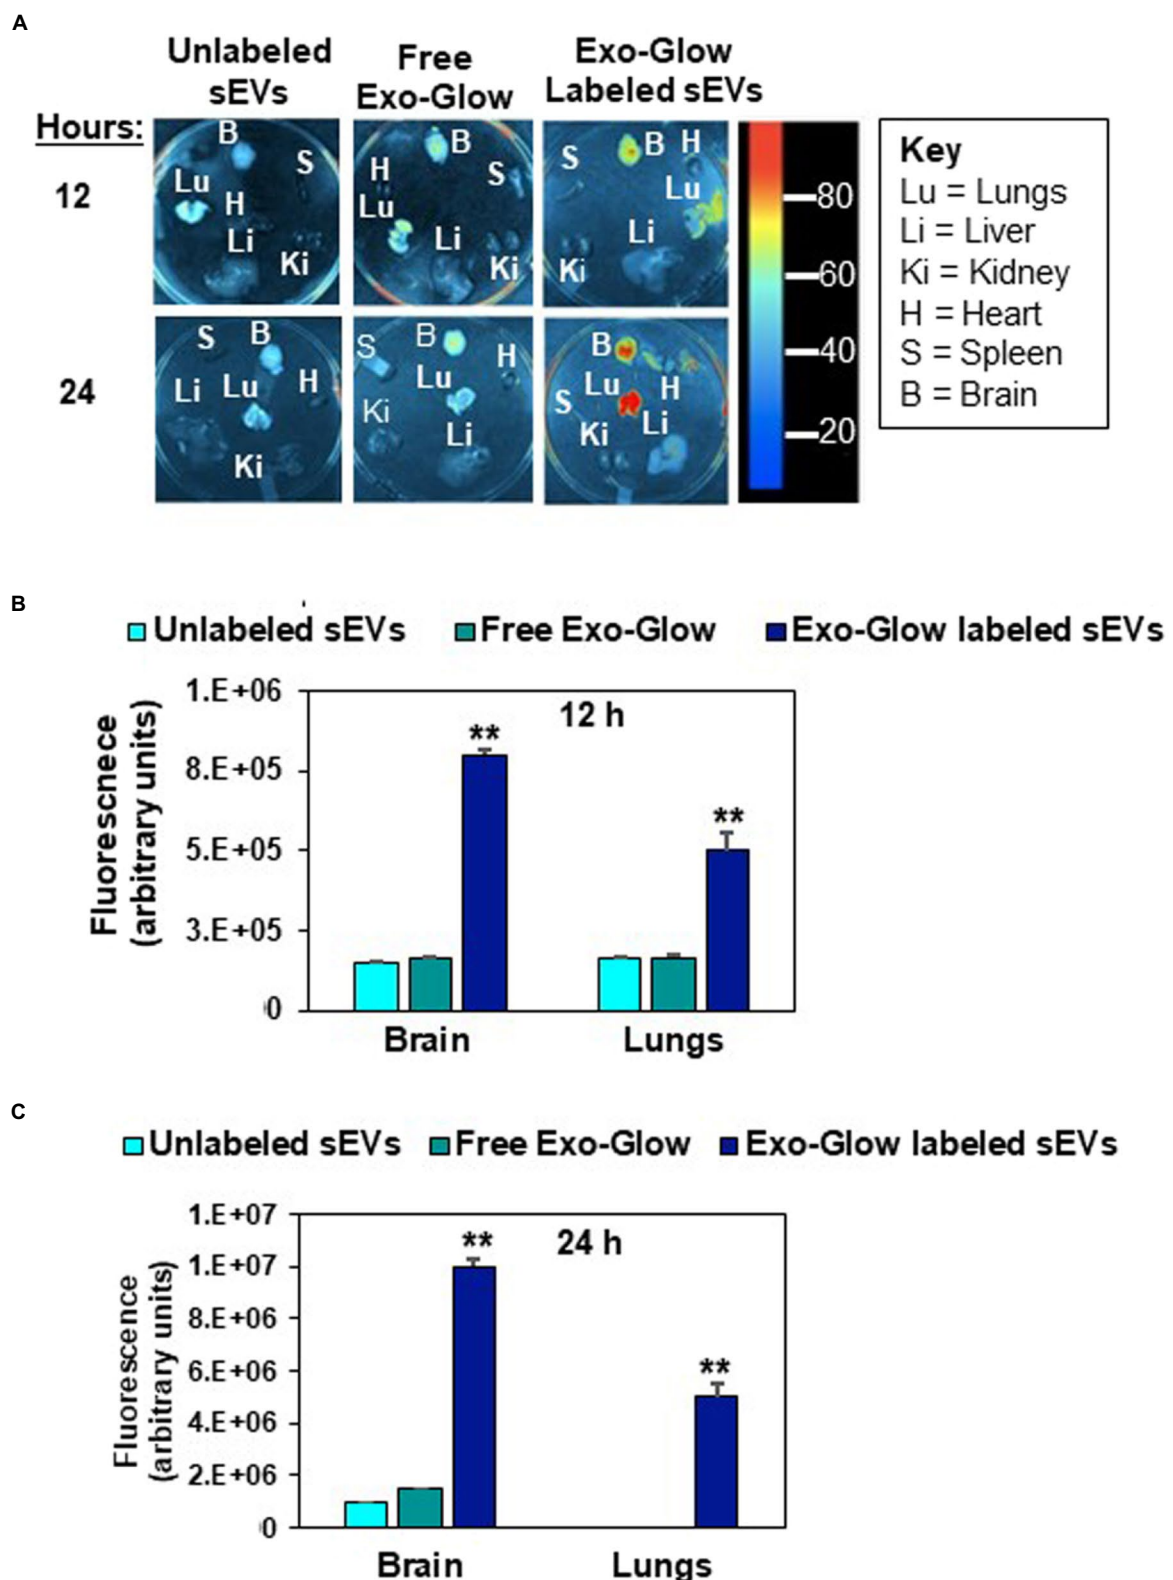 A
Unlabeled sEVs
Free Exo-Glow
Exo-Glow Labeled sEVs
Hours:
12
B
S
Lu
H
Li
Ki
B
H
S
Lu
Li
Ki
S
B
H
Lu
Li
Ki
80
60
40
20
Key
Lu = Lungs
Li = Liver
Ki = Kidney
H = Heart
S = Spleen
B = Brain
24
S
B
Li
Lu
H
Ki
S
B
H
Lu
Ki
Li
B
Lu
H
S
Ki
Li
B
Unlabeled sEVs
Free Exo-Glow
Exo-Glow labeled sEVs
Fluorescnece
(arbitrary units)
1.E+06
8.E+05
5.E+05
3.E+05
0
12 h
**
**
Brain
Lungs
C
Unlabeled sEVs
Free Exo-Glow
Exo-Glow labeled sEVs
Fluorescence
(arbitrary units)
1.E+07
1.E+07
8.E+06
6.E+06
4.E+06
2.E+06
0
24 h
**
**
Brain
Lungs